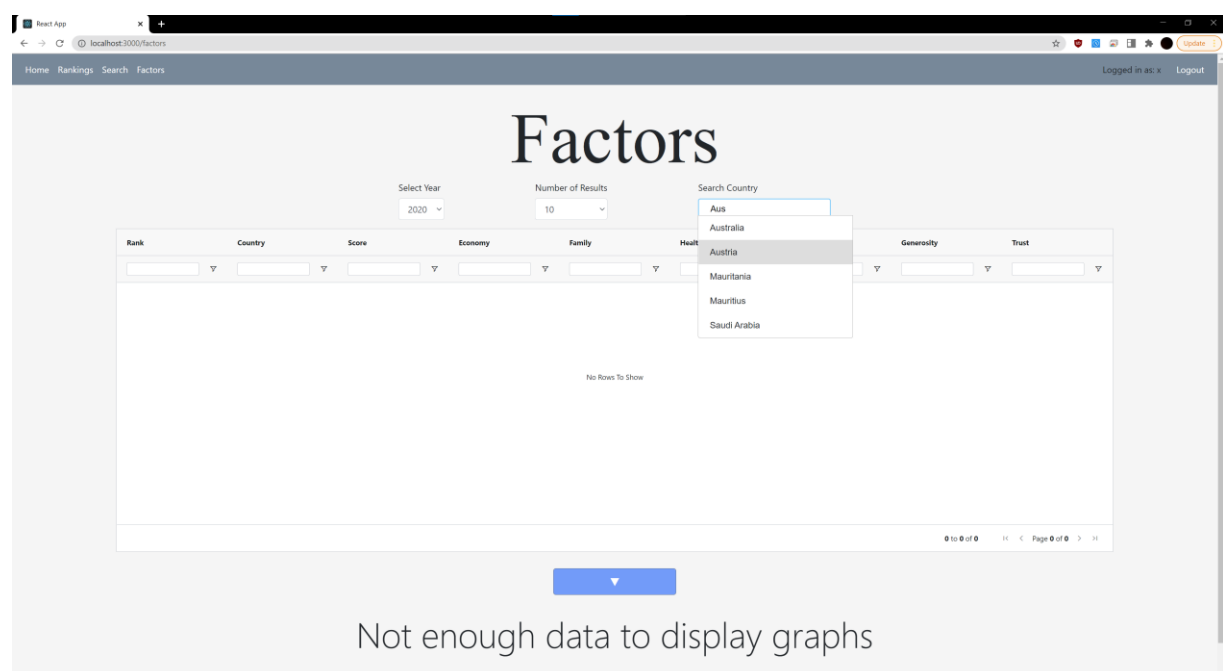 React App
localhost:3000/factors
Update
Home Rankings Search Factors
Logged in as: x Logout
Factors
Select Year Number of Results Search Country
2020 10 Aus
Australia
Austria
Mauritania
Mauritius
Saudi Arabia
Rank Country Score Economy Family Healt Generosity Trust
No Rows To Show
0 to 0 of 0 Page 0 of 0
Not enough data to display graphs